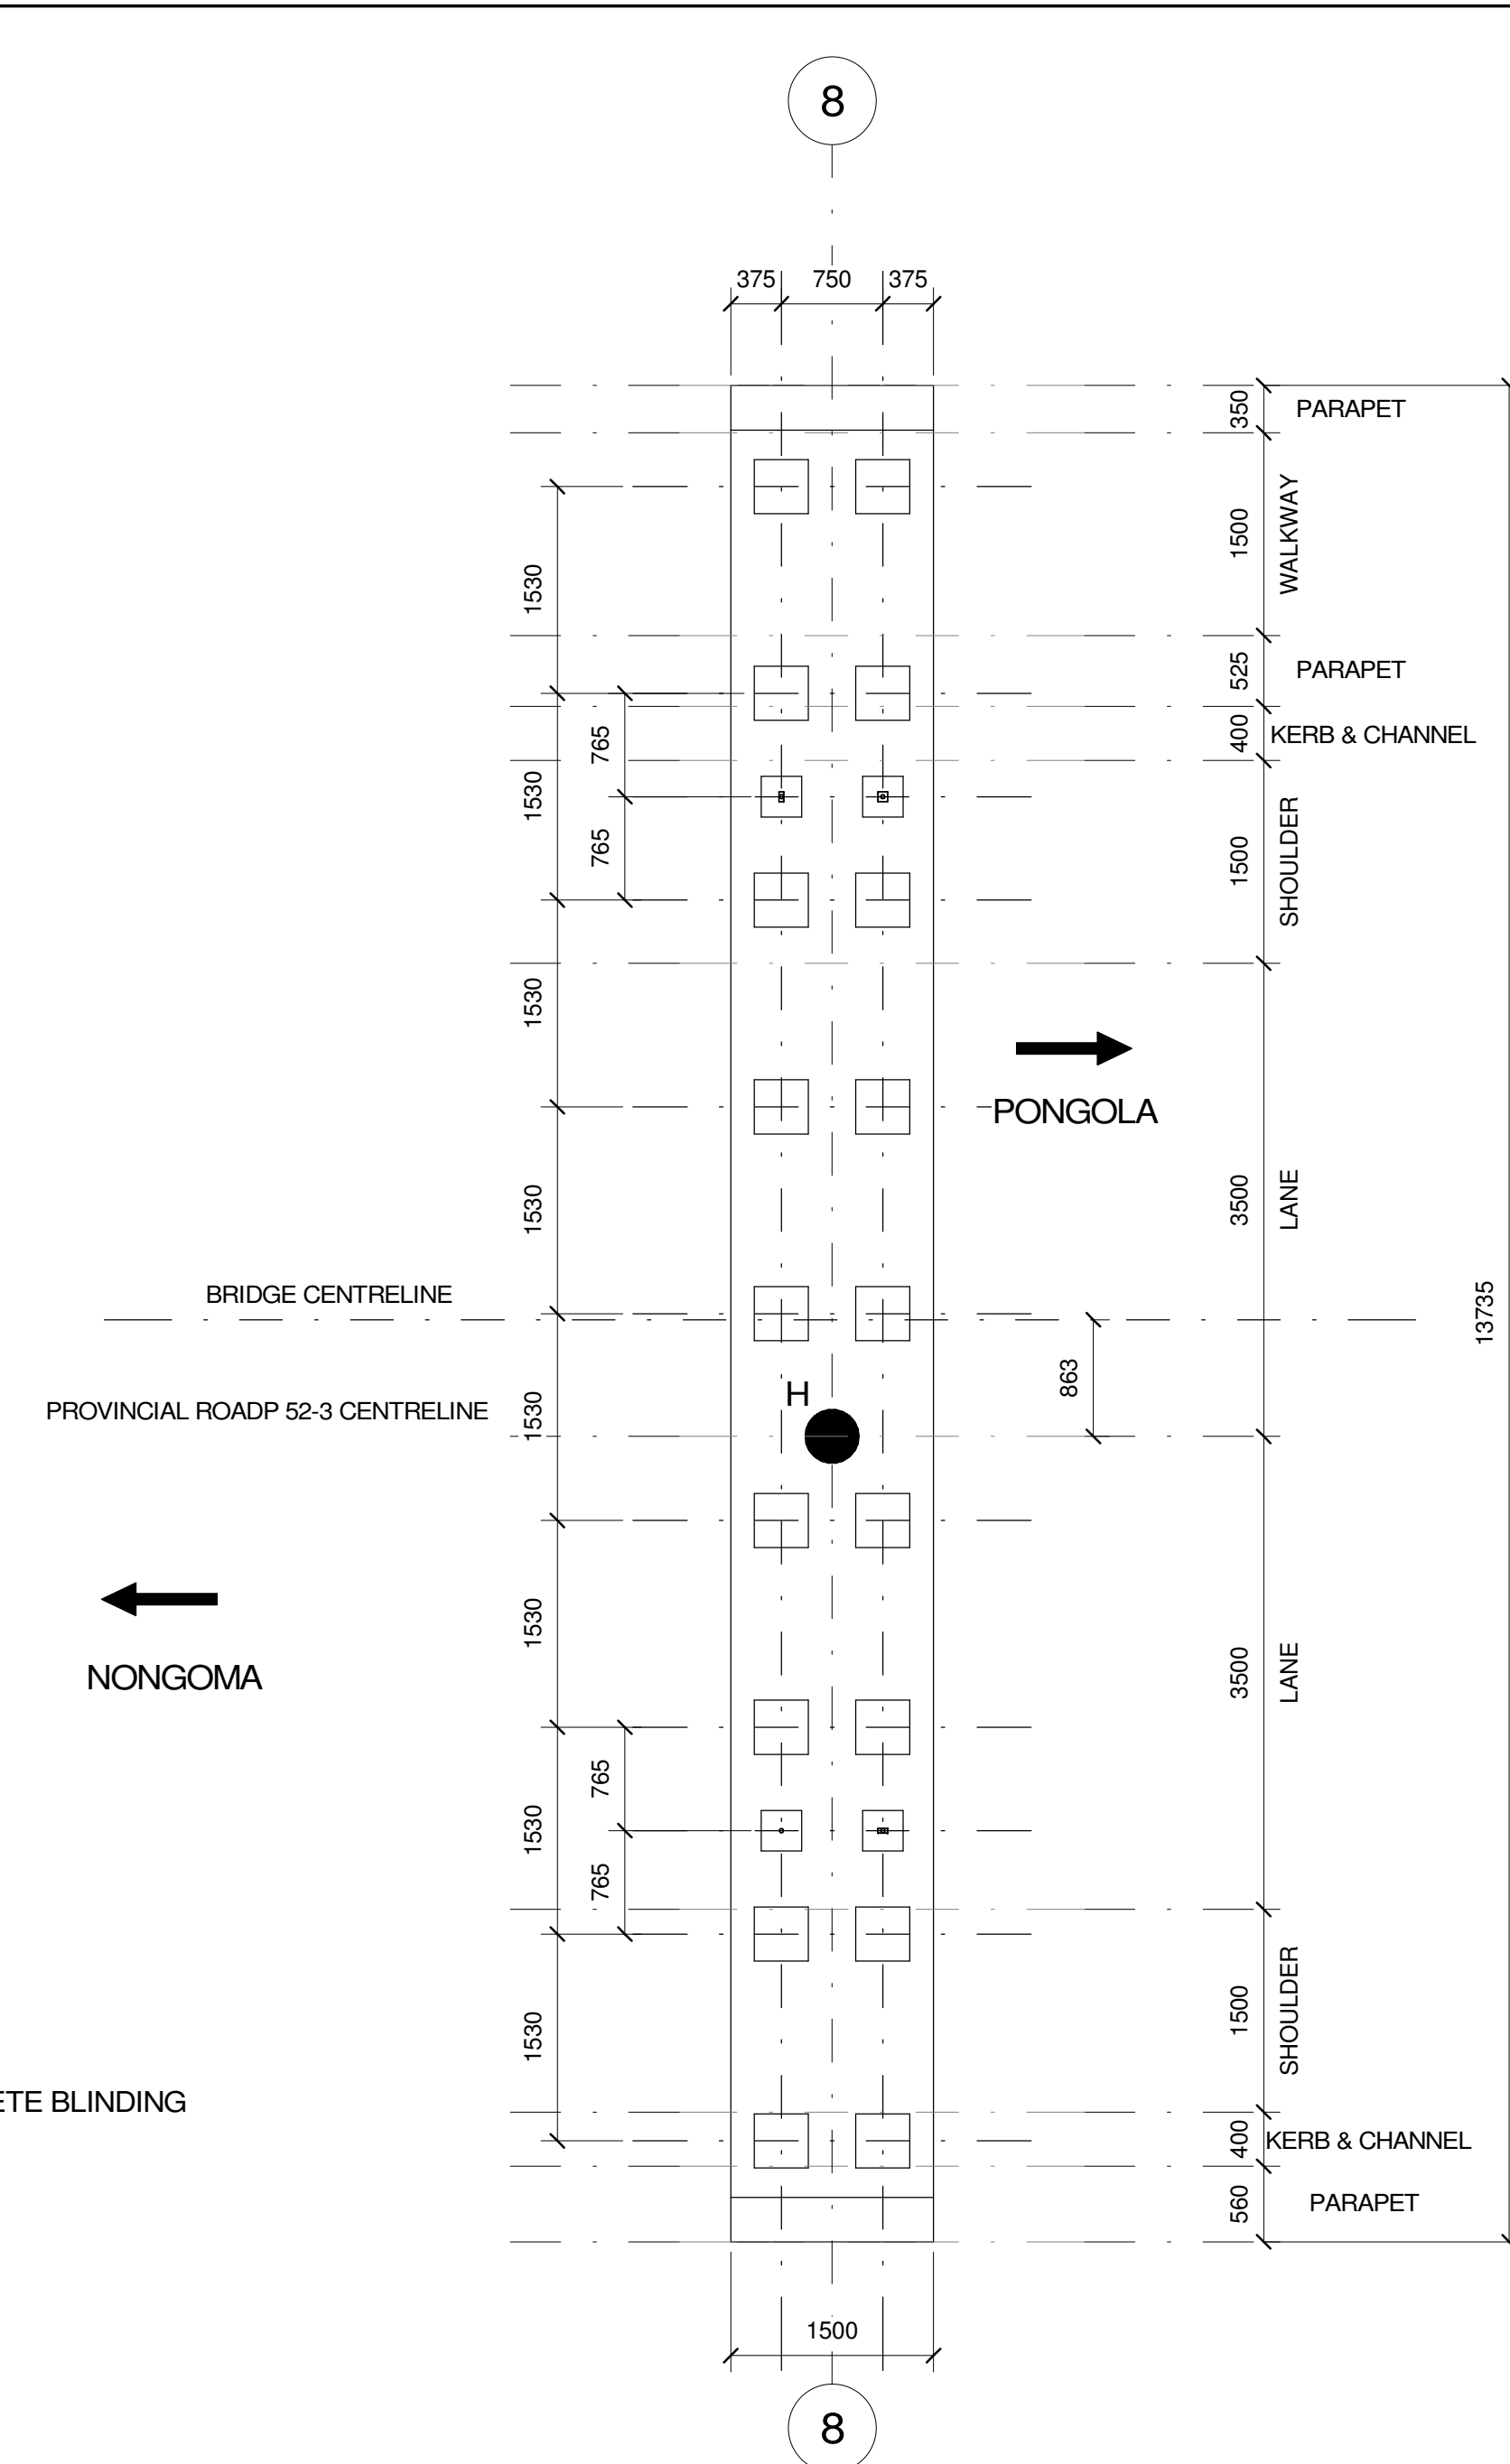 8
375 750 375
350 PARAPET
1500 WALKWAY
1530
525 PARAPET
400 KERB & CHANNEL
765
1530
765
1500 SHOULDER
1530
PONGOLA
3500 LANE
1530
BRIDGE CENTRELINE
13735
863
H
PROVINCIAL ROADP 52-3 CENTRELINE
1530
1530
NONGOMA
3500 LANE
765
1530
765
1500 SHOULDER
1530
ETE BLINDING
400 KERB & CHANNEL
560 PARAPET
1500
8